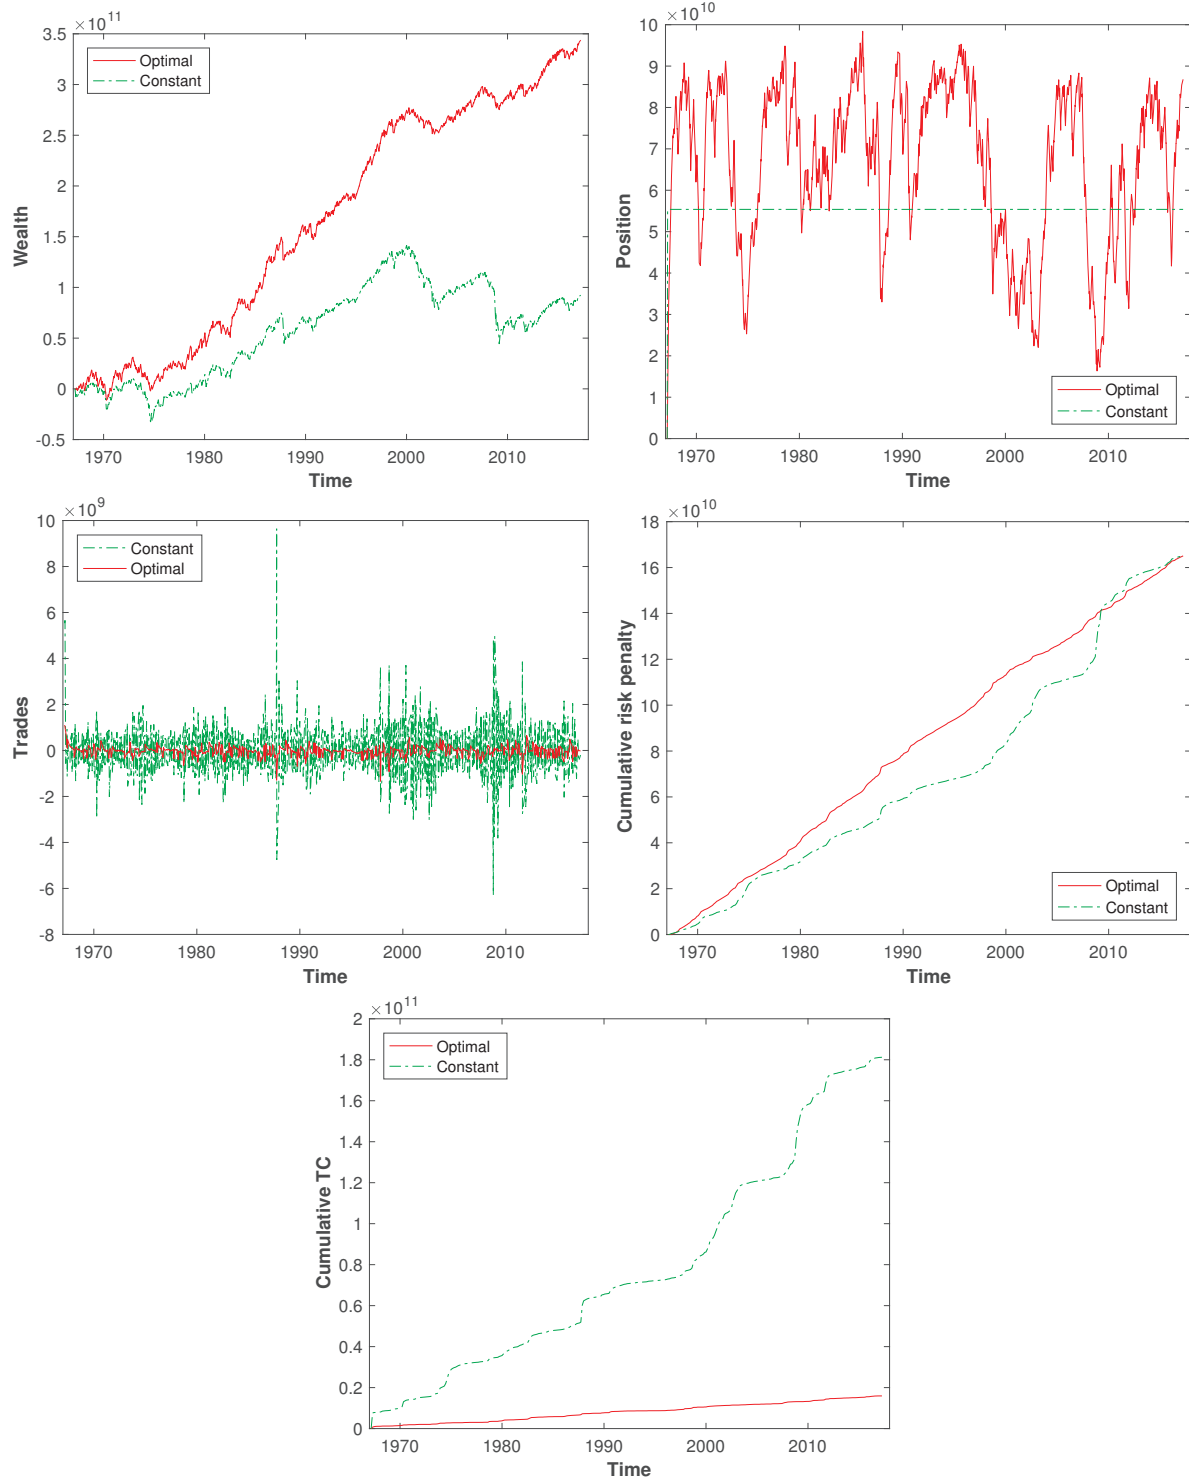 ×10^11
3.5
3
2.5
2
1.5
1
0.5
0
-0.5
Wealth
Optimal
Constant
1970 1980 1990 2000 2010
Time
×10^10
10
9
8
7
6
5
4
3
2
1
0
Position
Optimal
Constant
1970 1980 1990 2000 2010
Time
×10^9
10
8
6
4
2
0
-2
-4
-6
-8
Trades
Constant
Optimal
1970 1980 1990 2000 2010
Time
×10^10
18
16
14
12
10
8
6
4
2
0
Cumulative risk penalty
Optimal
Constant
1970 1980 1990 2000 2010
Time
×10^11
2
1.8
1.6
1.4
1.2
1
0.8
0.6
0.4
0.2
0
Cumulative TC
Optimal
Constant
1970 1980 1990 2000 2010
Time